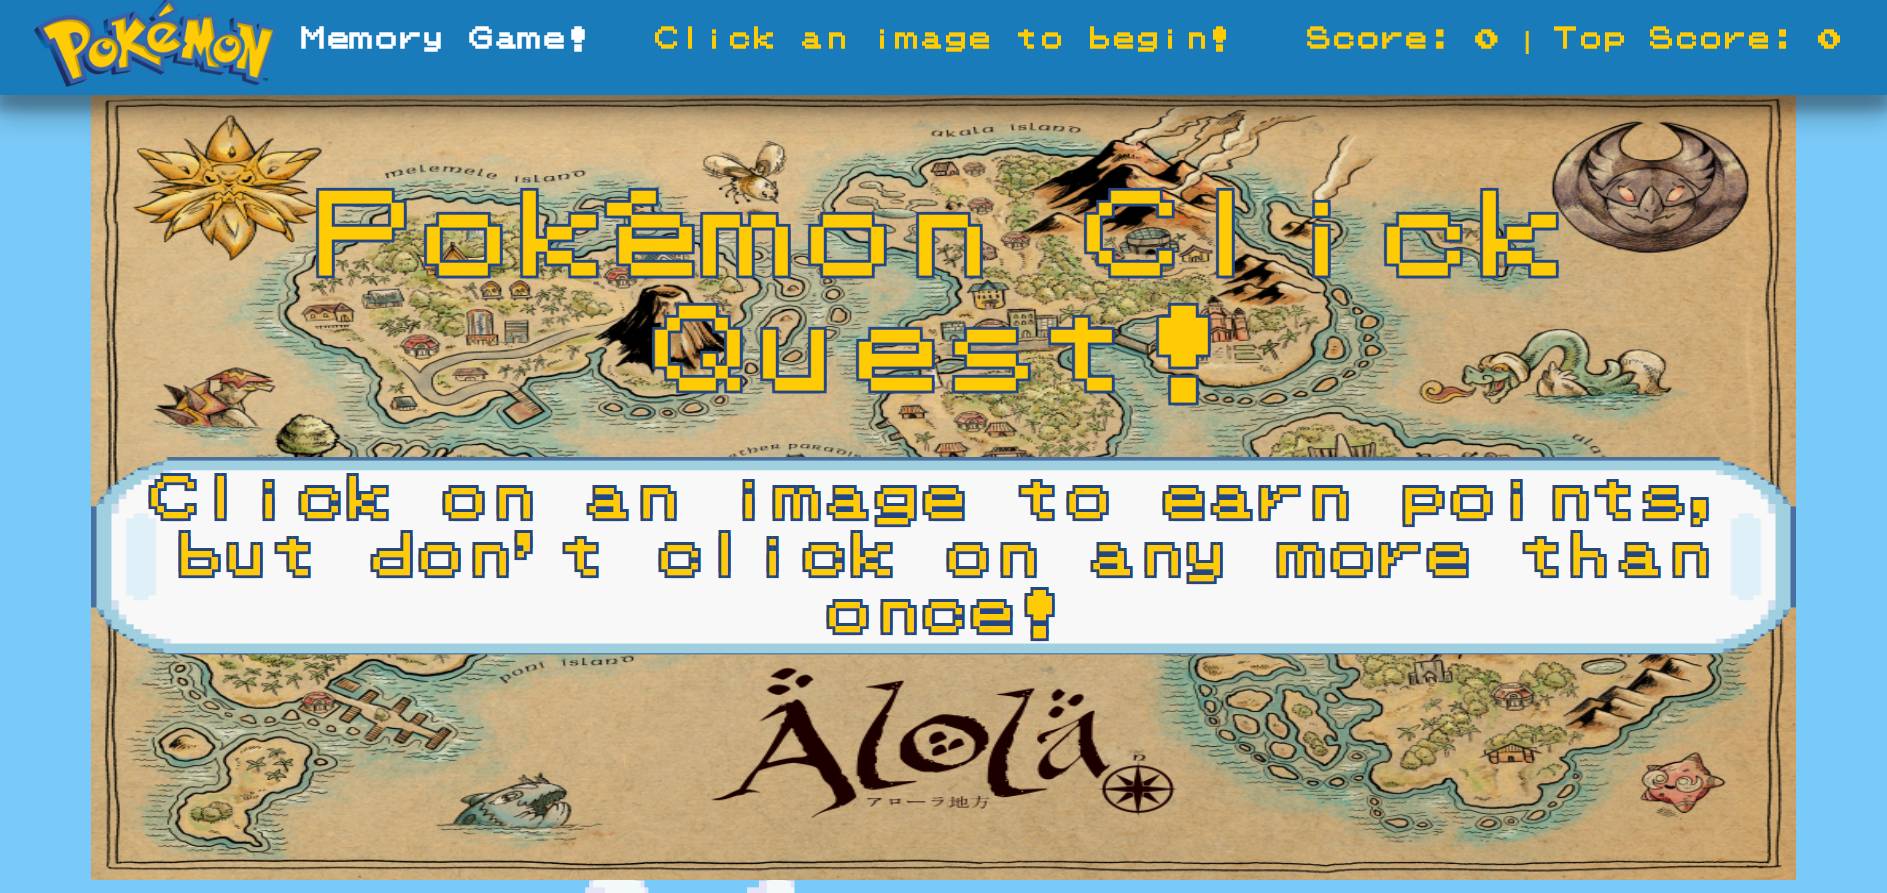 POKéMON Memory Game! Click an image to begin! Score: 0 | Top Score: 0
akala island
melemele island
Pokémon Click
Quest!
Click on an image to earn points,
but don't click on any more than
once!
poni island
Alola
アローラ地方
n